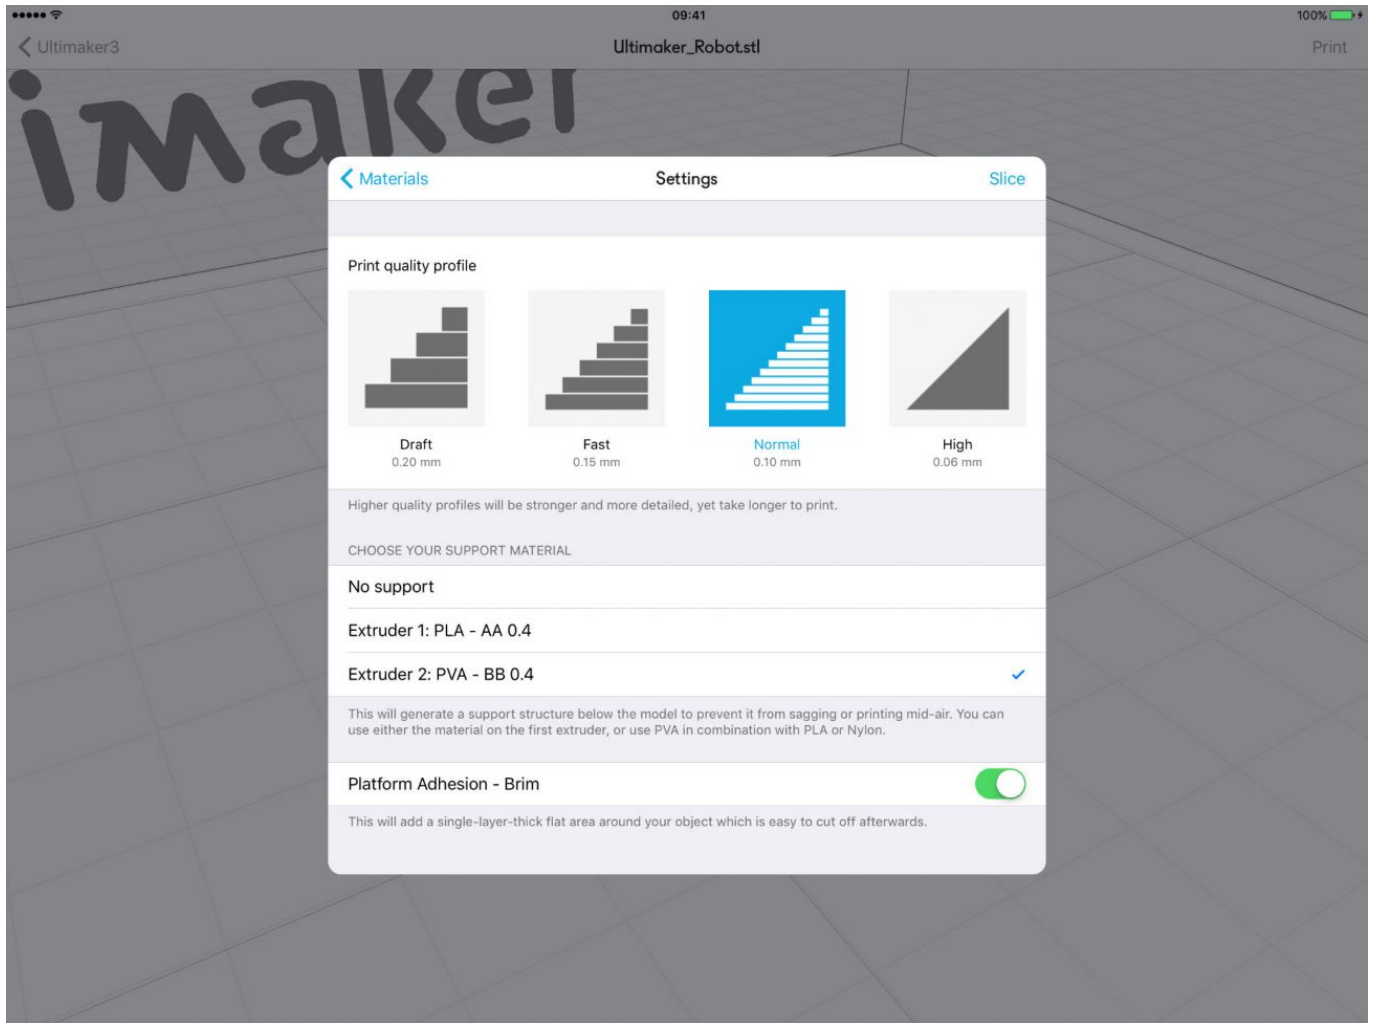 09:41
100%
Ultimaker3
Ultimaker_Robot.stl
Print
imaker
Materials
Settings
Slice
Print quality profile
Draft
Fast
Normal
High
0.20 mm
0.15 mm
0.10 mm
0.06 mm
Higher quality profiles will be stronger and more detailed, yet take longer to print.
CHOOSE YOUR SUPPORT MATERIAL
No support
Extruder 1: PLA - AA 0.4
Extruder 2: PVA - BB 0.4
This will generate a support structure below the model to prevent it from sagging or printing mid-air. You can
use either the material on the first extruder, or use PVA in combination with PLA or Nylon.
Platform Adhesion - Brim
This will add a single-layer-thick flat area around your object which is easy to cut off afterwards.